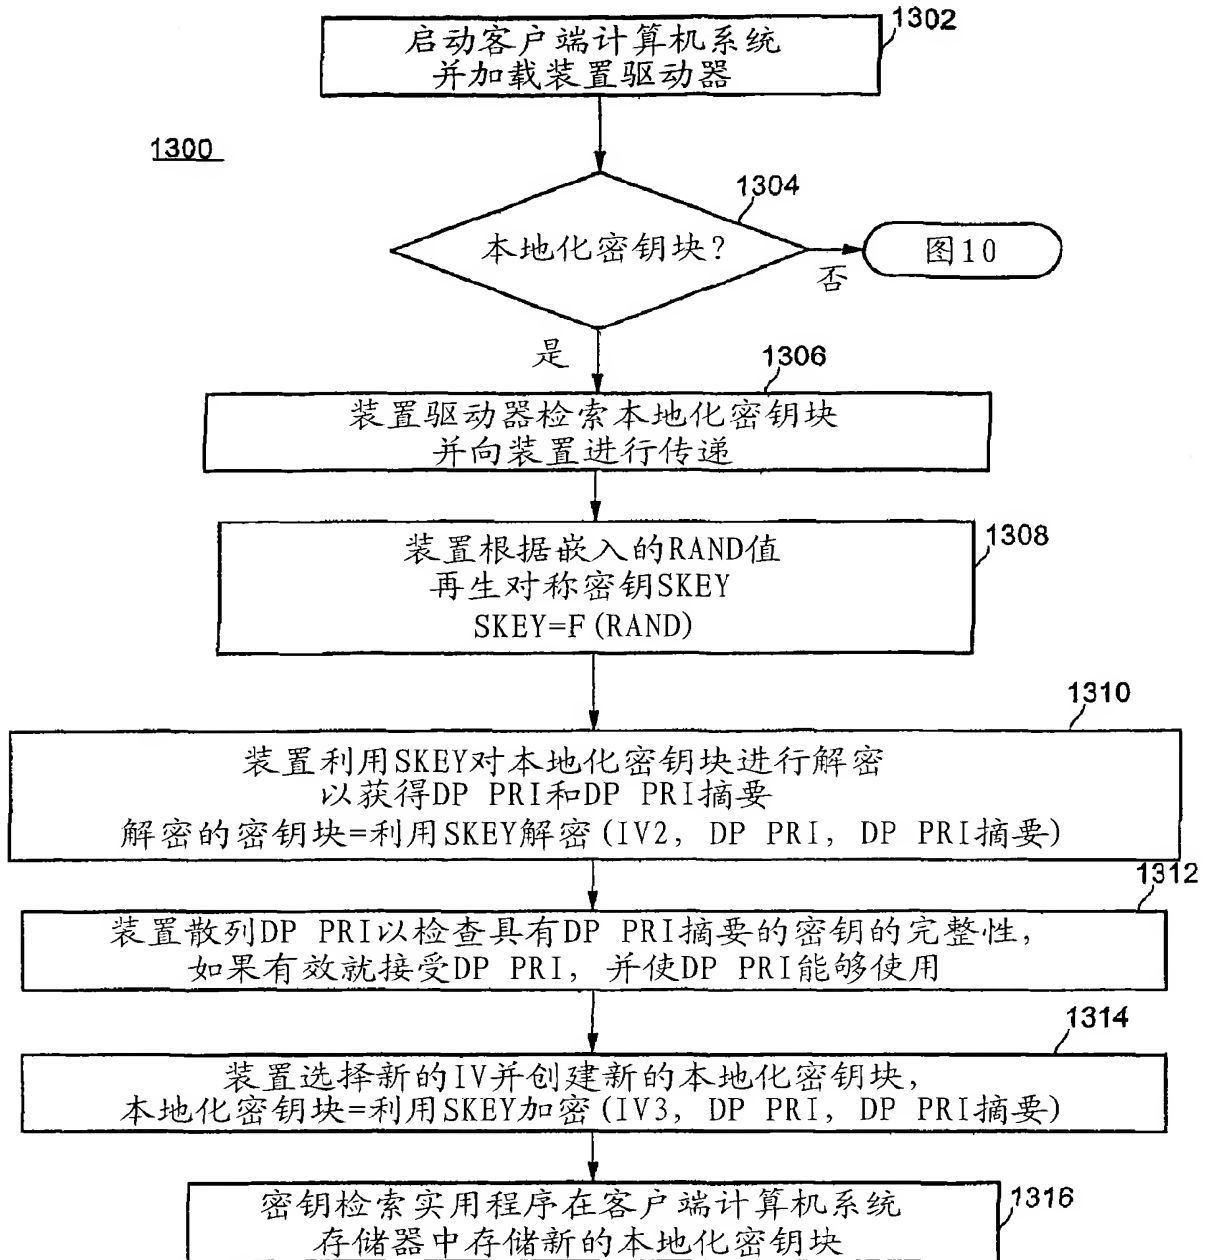 1302
启动客户端计算机系统
并加载装置驱动器
1300
1304
本地化密钥块?
图10
否
是
1306
装置驱动器检索本地化密钥块
并向装置进行传递
1308
装置根据嵌入的RAND值
再生对称密钥SKEY
SKEY=F(RAND)
1310
装置利用SKEY对本地化密钥块进行解密
以获得DP PRI和DP PRI摘要
解密的密钥块=利用SKEY解密(IV2, DP PRI, DP PRI摘要)
1312
装置散列DP PRI以检查具有DP PRI摘要的密钥的完整性,
如果有效就接受DP PRI, 并使DP PRI能够使用
1314
装置选择新的IV并创建新的本地化密钥块,
本地化密钥块=利用SKEY加密(IV3, DP PRI, DP PRI摘要)
1316
密钥检索实用程序在客户端计算机系统
存储器中存储新的本地化密钥块